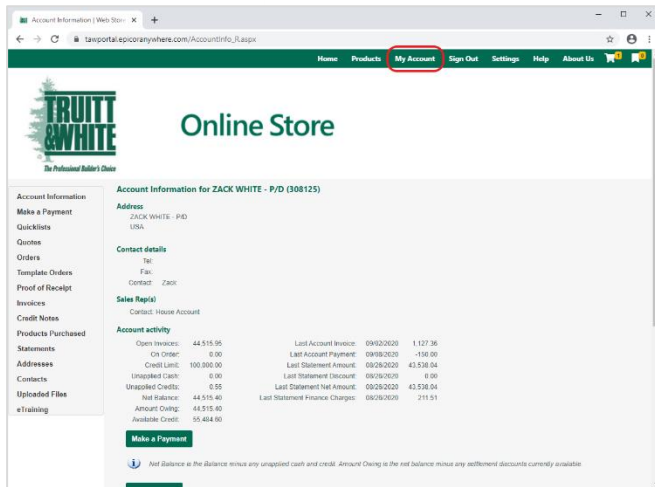 Account Information | Web Store
tawportal.epicoranywhere.com/AccountInfo_R.aspx
Home Products My Account Sign Out Settings Help About Us
TRUITT
&WHITE
The Professional Builder's Choice
Online Store
Account Information
Make a Payment
Quicklists
Quotes
Orders
Template Orders
Proof of Receipt
Invoices
Credit Notes
Products Purchased
Statements
Addresses
Contacts
Uploaded Files
eTraining
Account Information for ZACK WHITE - P/D (308125)
Address
ZACK WHITE - P/D
USA
Contact details
Tel:
Fax:
Contact: Zack
Sales Rep(s)
Contact: House Account
Account activity
Open Invoices: 44,515.95 Last Account Invoice: 09/02/2020 1,127.36
On Order: 0.00 Last Account Payment: 09/08/2020 -150.00
Credit Limit: 100,000.00 Last Statement Amount: 08/26/2020 43,538.04
Unapplied Cash: 0.00 Last Statement Discount: 08/26/2020 0.00
Unapplied Credits: 0.55 Last Statement Net Amount: 08/26/2020 43,538.04
Net Balance: 44,515.40 Last Statement Finance Charges: 08/26/2020 211.51
Amount Owing: 44,515.40
Available Credit: 55,484.60
Make a Payment
Net Balance is the Balance minus any unapplied cash and credit. Amount Owing is the net balance minus any settlement discounts currently available.